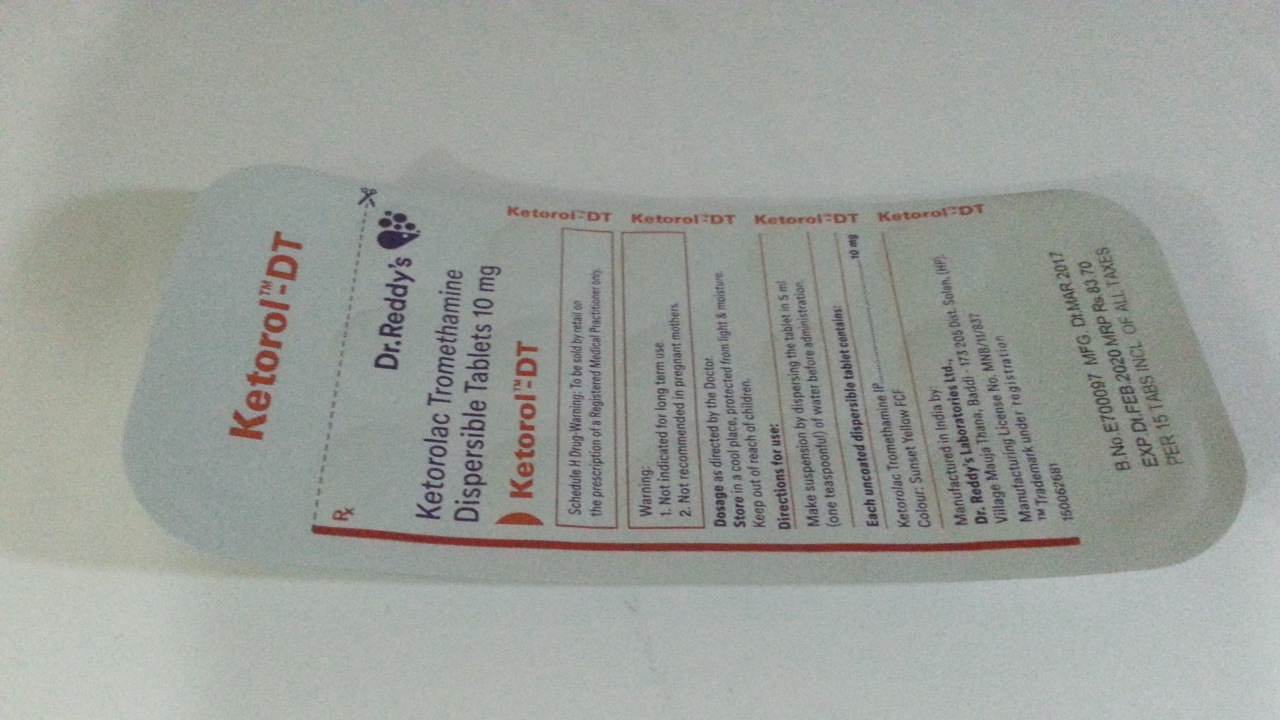 Ketorol™-DT
Rx
Dr.Reddy's
Ketorolac Tromethamine
Dispersible Tablets 10 mg
Ketorol™-DT
Schedule H Drug-Warning: To be sold by retail on
the prescription of a Registered Medical Practitioner only.
Warning:
1. Not indicated for long term use.
2. Not recommended in pregnant mothers.
Dosage as directed by the Doctor.
Store in a cool place, protected from light & moisture.
Keep out of reach of children.
Directions for use:
Make suspension by dispersing the tablet in 5 ml
(one teaspoonful) of water before administration.
Each uncoated dispersible tablet contains:
Ketorolac Tromethamine IP..............................10 mg
Colour: Sunset Yellow FCF
Manufactured in India by
Dr. Reddy's Laboratories Ltd.,
Village Mauja Thana, Baddi - 173 205 Dist. Solan, (HP)
Manufacturing License No. MNB/11/837
™ Trademark under registration
150062681
Ketorol™-DT
Ketorol™-DT
Ketorol™-DT
Ketorol™-DT
B.No.E700097 MFG. Dt.MAR.2017
EXP Dt.FEB.2020 MRP Rs.83.70
PER 15 TABS INCL. OF ALL TAXES